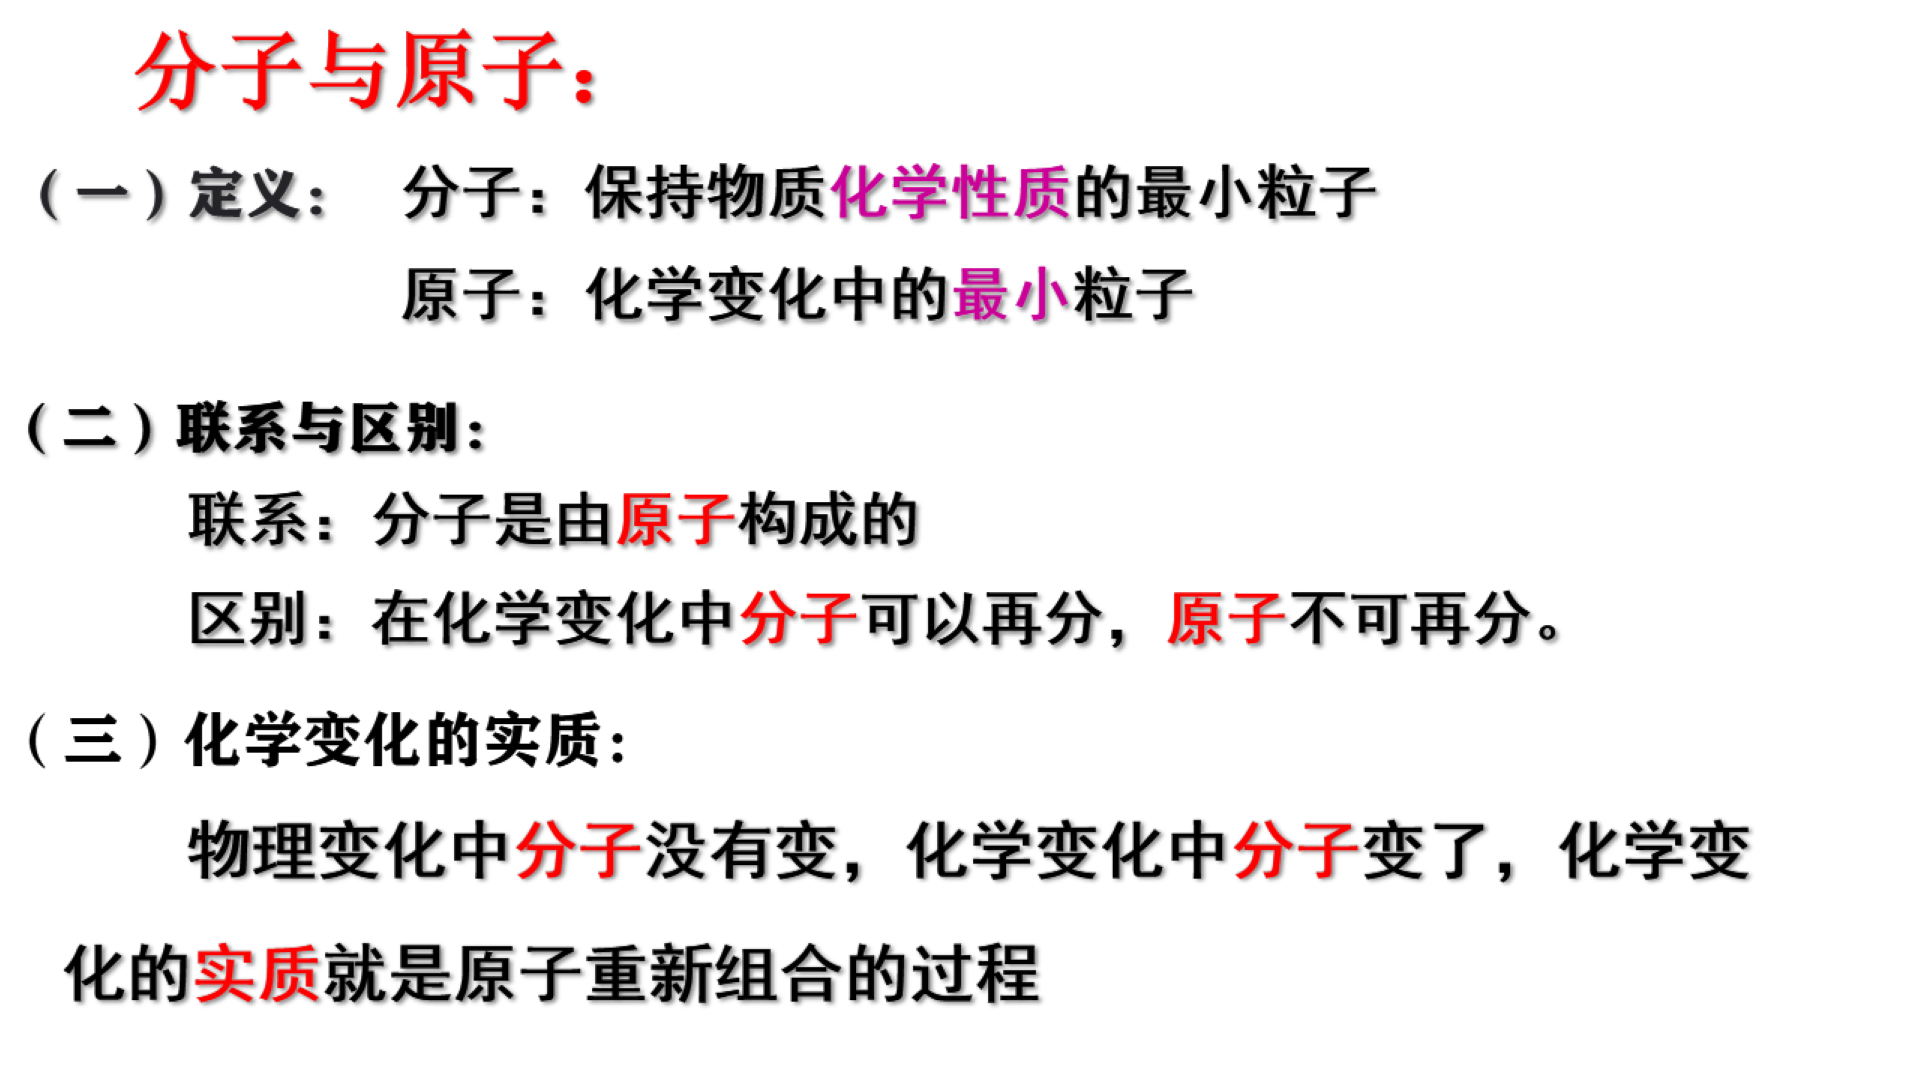 分子与原子：
（一）定义： 分子：保持物质化学性质的最小粒子
原子：化学变化中的最小粒子
（二）联系与区别：
联系：分子是由原子构成的
区别：在化学变化中分子可以再分，原子不可再分。
（三）化学变化的实质：
物理变化中分子没有变，化学变化中分子变了，化学变
化的实质就是原子重新组合的过程